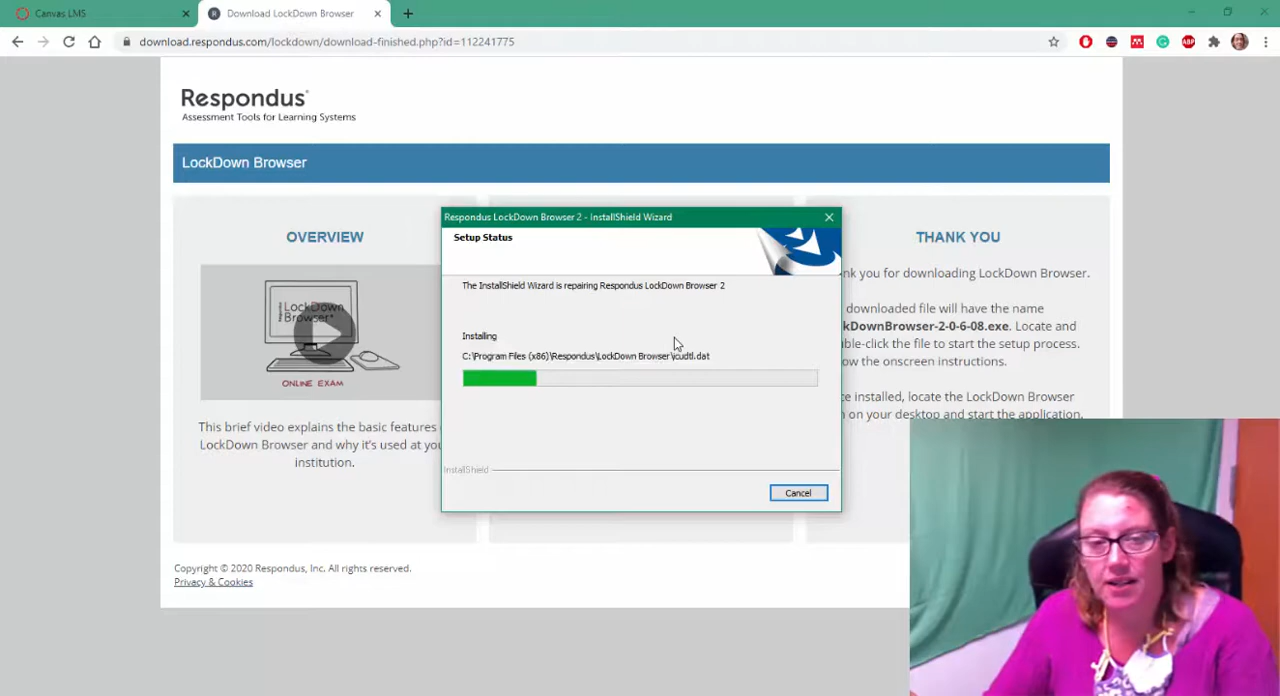 Canvas LMS
Download LockDown Browser
download.respondus.com/lockdown/download-finished.php?id=112241775
ABP
Respondus®
Assessment Tools for Learning Systems
LockDown Browser
OVERVIEW
LockDown
Browser
ONLINE EXAM
This brief video explains the basic features
LockDown Browser and why it's used at
institution.
Respondus LockDown Browser 2 - InstallShield Wizard
Setup Status
The InstallShield Wizard is repairing Respondus LockDown Browser 2
Installing
C:\Program Files (x86)\Respondus\LockDown Browser\icudtl.dat
InstallShield
Cancel
THANK YOU
nk you for downloading LockDown Browser.
downloaded file will have the name
kDownBrowser-2-0-6-08.exe. Locate and
ble-click the file to start the setup process.
ow the onscreen instructions.
ce installed, locate the LockDown Browser
on your desktop and start the application.
Copyright © 2020 Respondus, Inc. All rights reserved.
Privacy & Cookies